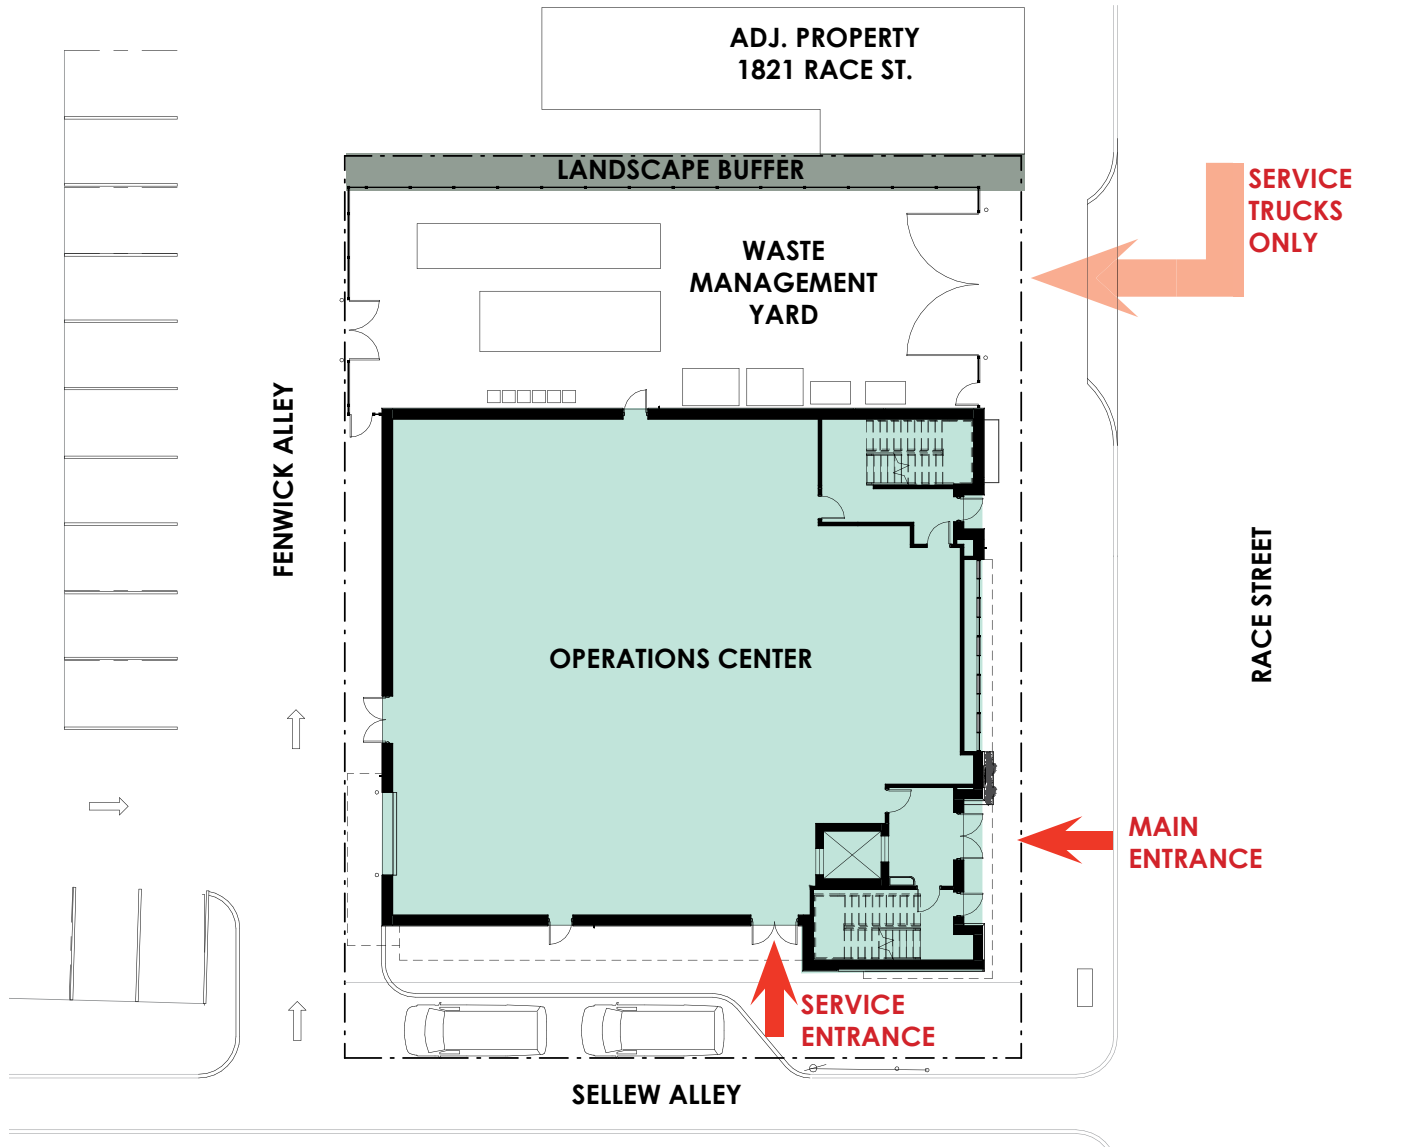 ADJ. PROPERTY
1821 RACE ST.
LANDSCAPE BUFFER
SERVICE
TRUCKS
ONLY
WASTE
MANAGEMENT
YARD
FENWICK ALLEY
RACE STREET
OPERATIONS CENTER
MAIN
ENTRANCE
SERVICE
ENTRANCE
SELLEW ALLEY